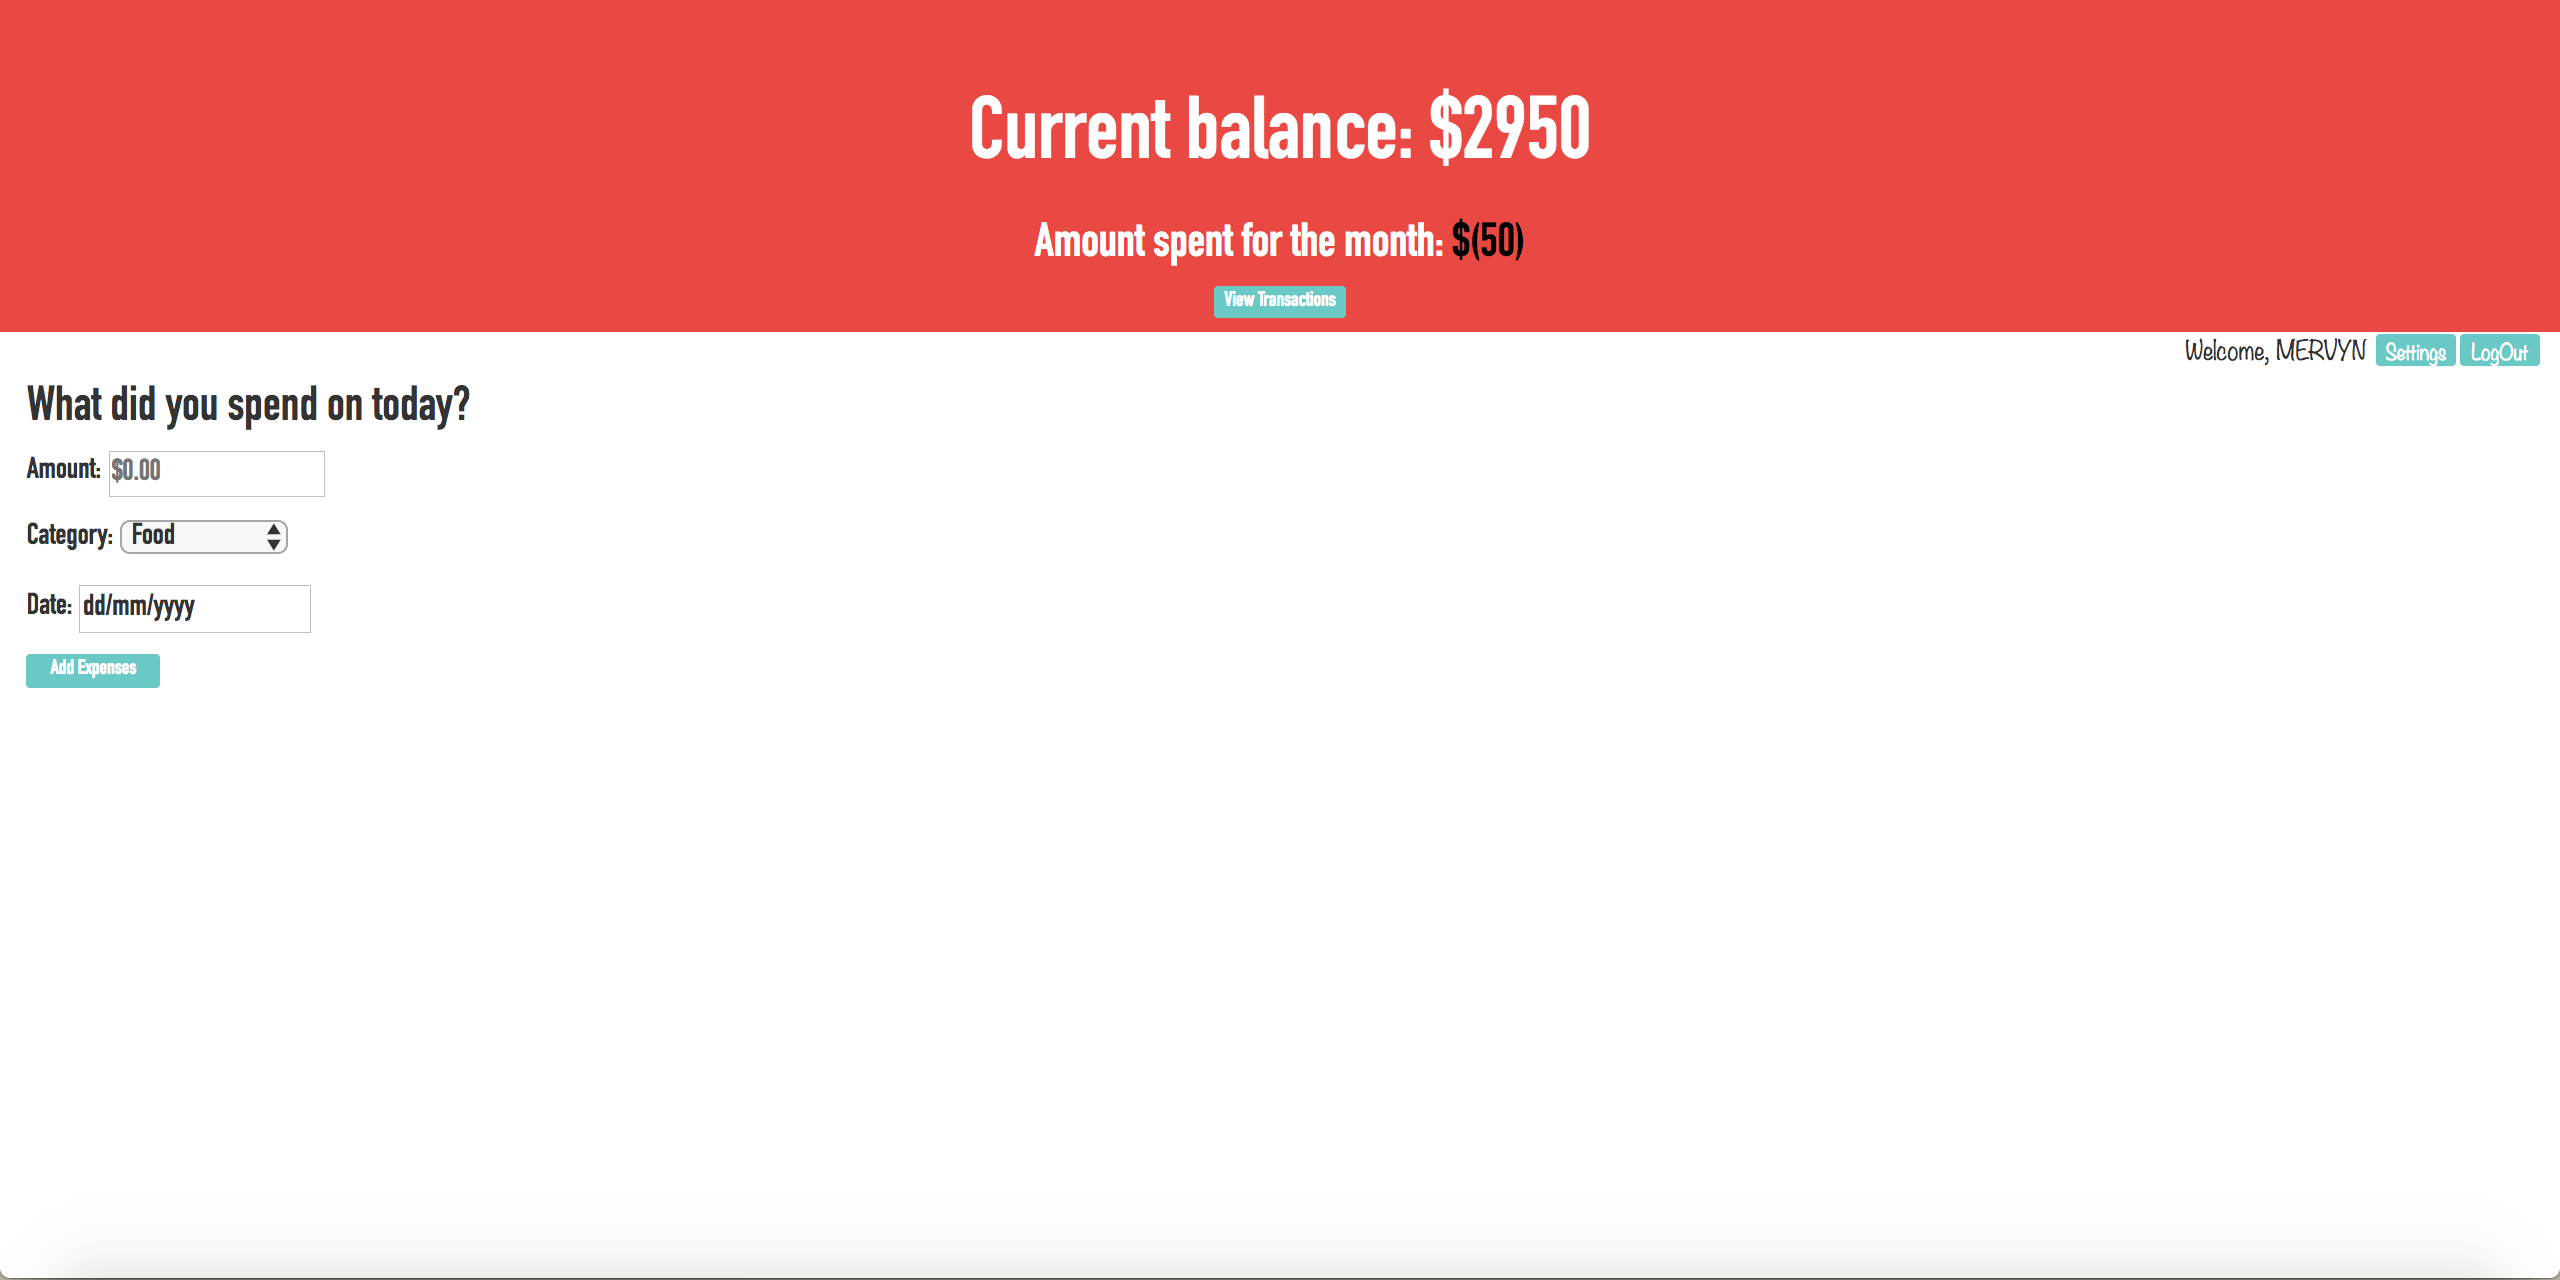 Current balance: $2950
Amount spent for the month: $(50)
View Transactions
Welcome, MERVYN Settings LogOut
What did you spend on today?
Amount: $0.00
Category: Food
Date: dd/mm/yyyy
Add Expenses